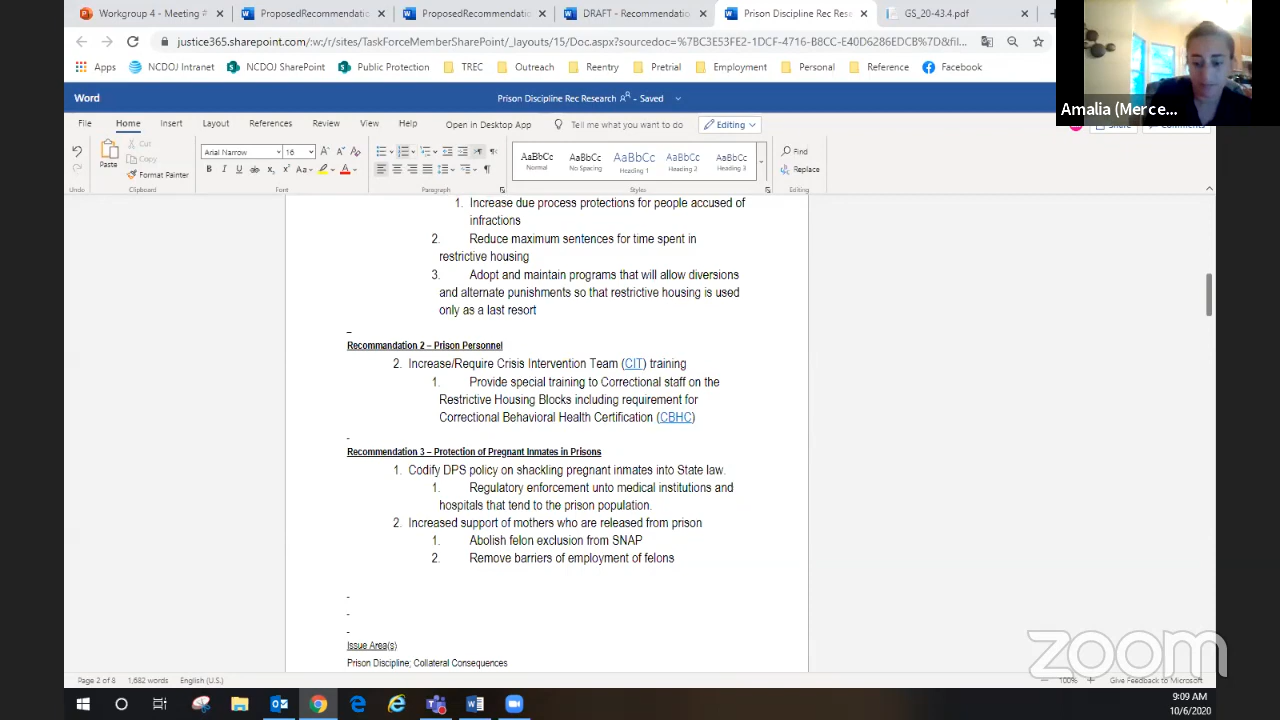 Workgroup 4 - Meeting #
ProposedRecommendation
ProposedRecommendation
DRAFT - Recommendation
Prison Discipline Rec Resear
GS_20-43.4.pdf
justice365.sharepoint.com/:w:/r/sites/TaskForceMemberSharePoint/_layouts/15/Doc.aspx?sourcedoc=%7BC3E53FE2-1DCF-4716-B8CC-E40D6286EDCB%7D&fil...
Apps NCDOJ Intranet NCDOJ SharePoint Public Protection TREC Outreach Reentry Pretrial Employment Personal Reference Facebook
Amalia (Merce...
Word
Prison Discipline Rec Research - Saved
File Home Insert Layout References Review View Help Open in Desktop App Tell me what you want to do Editing
Share Comments
Paste
Cut
Copy
Format Painter
Arial Narrow 16
AaBbCc AaBbCc AaBbCc AaBbCc AaBbCc
Normal No Spacing Heading 1 Heading 2 Heading 3
Find
Replace
Undo Clipboard Font Paragraph Styles Editing
1. Increase due process protections for people accused of
infractions
2. Reduce maximum sentences for time spent in
restrictive housing
3. Adopt and maintain programs that will allow diversions
and alternate punishments so that restrictive housing is used
only as a last resort
Recommandation 2 – Prison Personnel
2. Increase/Require Crisis Intervention Team (CIT) training
1. Provide special training to Correctional staff on the
Restrictive Housing Blocks including requirement for
Correctional Behavioral Health Certification (CBHC)
Recommendation 3 – Protection of Pregnant Inmates in Prisons
1. Codify DPS policy on shackling pregnant inmates into State law.
1. Regulatory enforcement unto medical institutions and
hospitals that tend to the prison population.
2. Increased support of mothers who are released from prison
1. Abolish felon exclusion from SNAP
2. Remove barriers of employment of felons
Issue Area(s)
Prison Discipline; Collateral Consequences
zoom
Page 2 of 8 1,682 words English (U.S.)
100% Give Feedback to Microsoft
9:09 AM
10/6/2020